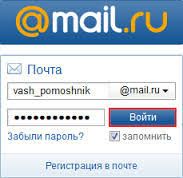 @mail.ru
Почта
vash_pomoshnik @mail.ru
●●●●●●●●●●●● Войти
Забыли пароль? запомнить
Регистрация в почте